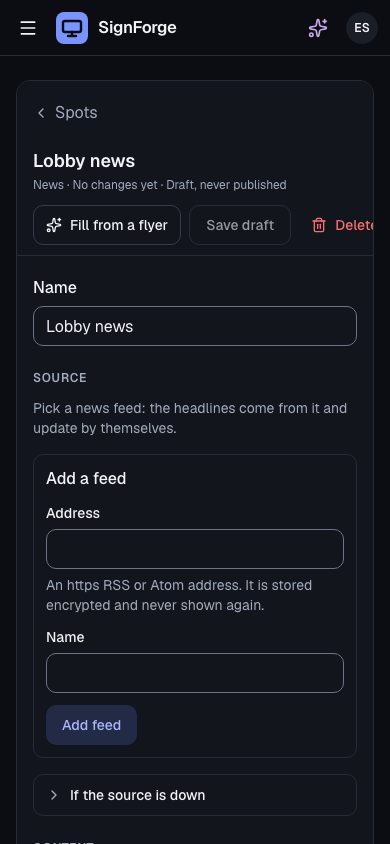 SignForge
ES
Spots
Lobby news
News · No changes yet · Draft, never published
Fill from a flyer
Save draft
Delete
Name
Lobby news
SOURCE
Pick a news feed: the headlines come from it and
update by themselves.
Add a feed
Address
An https RSS or Atom address. It is stored
encrypted and never shown again.
Name
Add feed
If the source is down